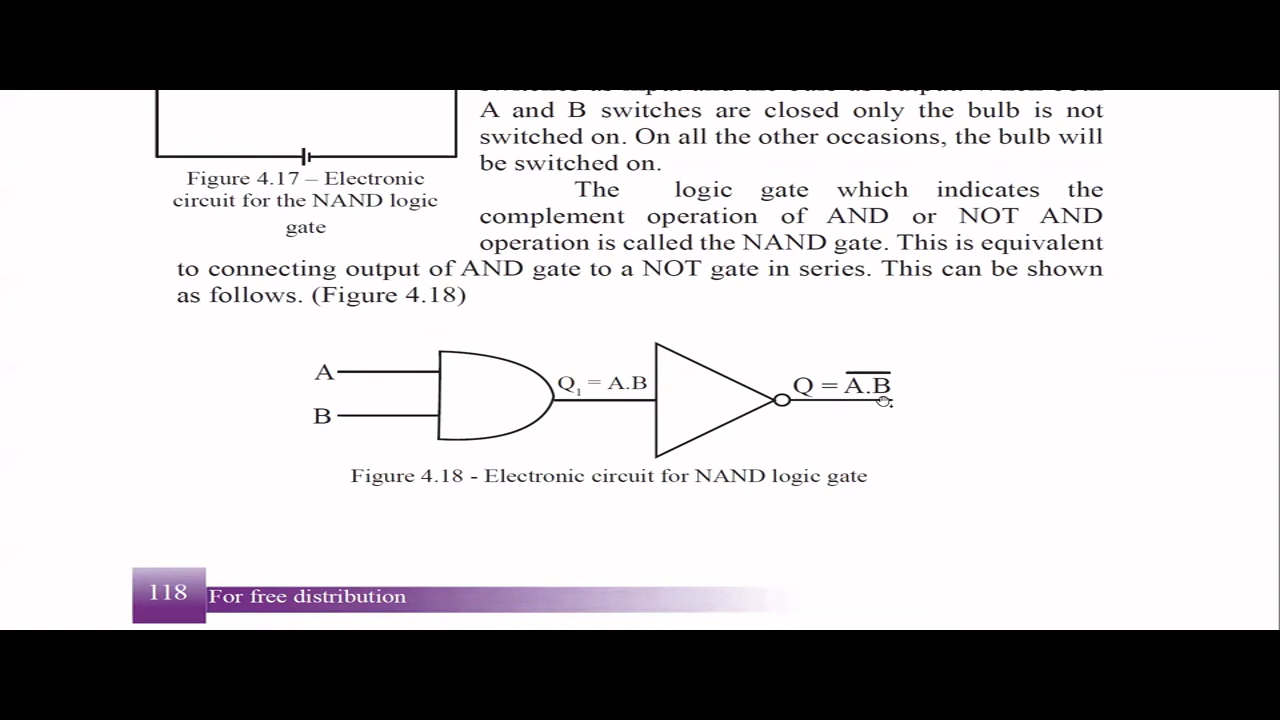 A and B switches are closed only the bulb is not
switched on. On all the other occasions, the bulb will
be switched on.
Figure 4.17 – Electronic
circuit for the NAND logic
gate
The logic gate which indicates the
complement operation of AND or NOT AND
operation is called the NAND gate. This is equivalent
to connecting output of AND gate to a NOT gate in series. This can be shown
as follows. (Figure 4.18)
A
B
Q₁ = A.B
Q = A̅.̅B̅
Figure 4.18 - Electronic circuit for NAND logic gate
118
For free distribution